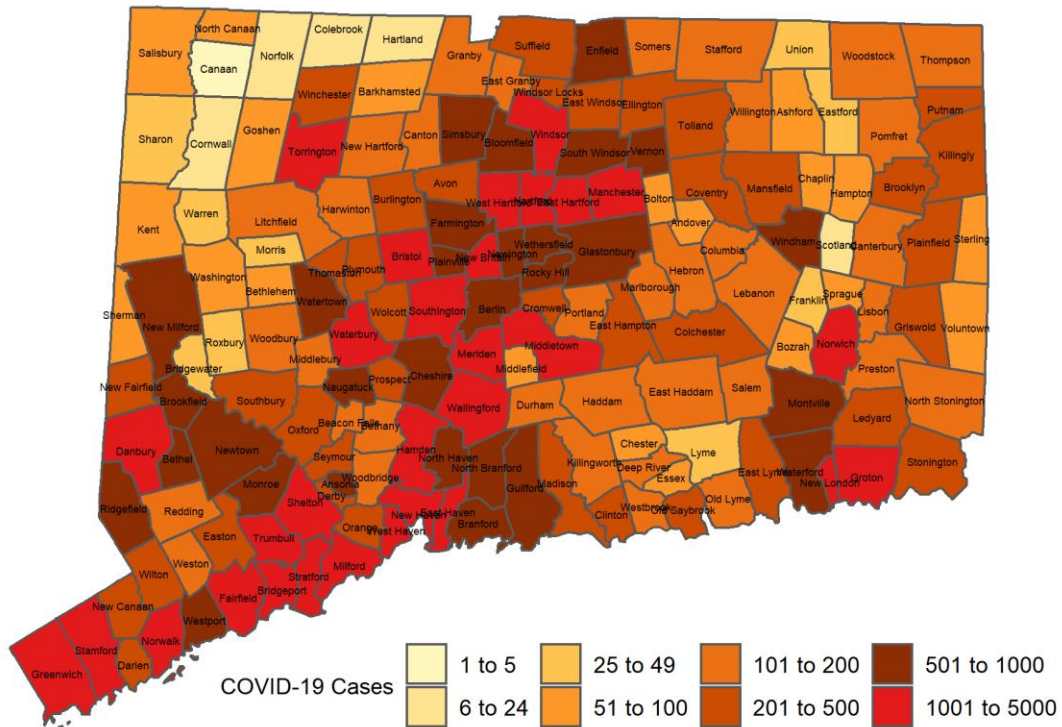 North Canaan
Colebrook
Hartland
Salisbury
Norfolk
Canaan
Suffield
Enfield
Somers
Stafford
Union
Woodstock
Thompson
Granby
East Granby
Windsor Locks
Winchester
Barkhamsted
East Windsor
Ellington
Willington
Ashford
Eastford
Putnam
Sharon
Cornwall
Goshen
Torrington
New Hartford
Canton
Simsbury
Bloomfield
Windsor
South Windsor
Vernon
Tolland
Pomfret
Killingly
Avon
West Hartford
Hartford
East Hartford
Manchester
Bolton
Coventry
Mansfield
Chaplin
Hampton
Brooklyn
Kent
Warren
Litchfield
Harwinton
Burlington
Farmington
Andover
Morris
Bristol
Plainville
New Britain
Newington
Wethersfield
Glastonbury
Columbia
Windham
Scotland
Canterbury
Plainfield
Sterling
Washington
Bethlehem
Thomaston
Plymouth
Rocky Hill
Hebron
Marlborough
Lebanon
Franklin
Sprague
Lisbon
Griswold
Voluntown
Sherman
New Milford
Watertown
Wolcott
Southington
Berlin
Cromwell
Portland
East Hampton
Colchester
Bridgewater
Roxbury
Woodbury
Waterbury
Middlebury
Meriden
Middletown
Middlefield
Bozrah
Norwich
Preston
New Fairfield
Brookfield
Southbury
Naugatuck
Prospect
Cheshire
Wallingford
Durham
Haddam
East Haddam
Salem
Montville
Ledyard
North Stonington
Danbury
Bethel
Newtown
Oxford
Beacon Falls
Bethany
Hamden
Seymour
Woodbridge
North Haven
North Branford
Guilford
Madison
Killingworth
Chester
Deep River
Essex
Lyme
East Lyme
Waterford
New London
Groton
Stonington
Ridgefield
Redding
Monroe
Ansonia
Derby
Shelton
Orange
New Haven
East Haven
West Haven
Branford
Clinton
Westbrook
Old Saybrook
Old Lyme
Easton
Trumbull
Wilton
Weston
Fairfield
Bridgeport
Stratford
Milford
New Canaan
Westport
Norwalk
Darien
Stamford
Greenwich
COVID-19 Cases
1 to 5
25 to 49
101 to 200
501 to 1000
6 to 24
51 to 100
201 to 500
1001 to 5000